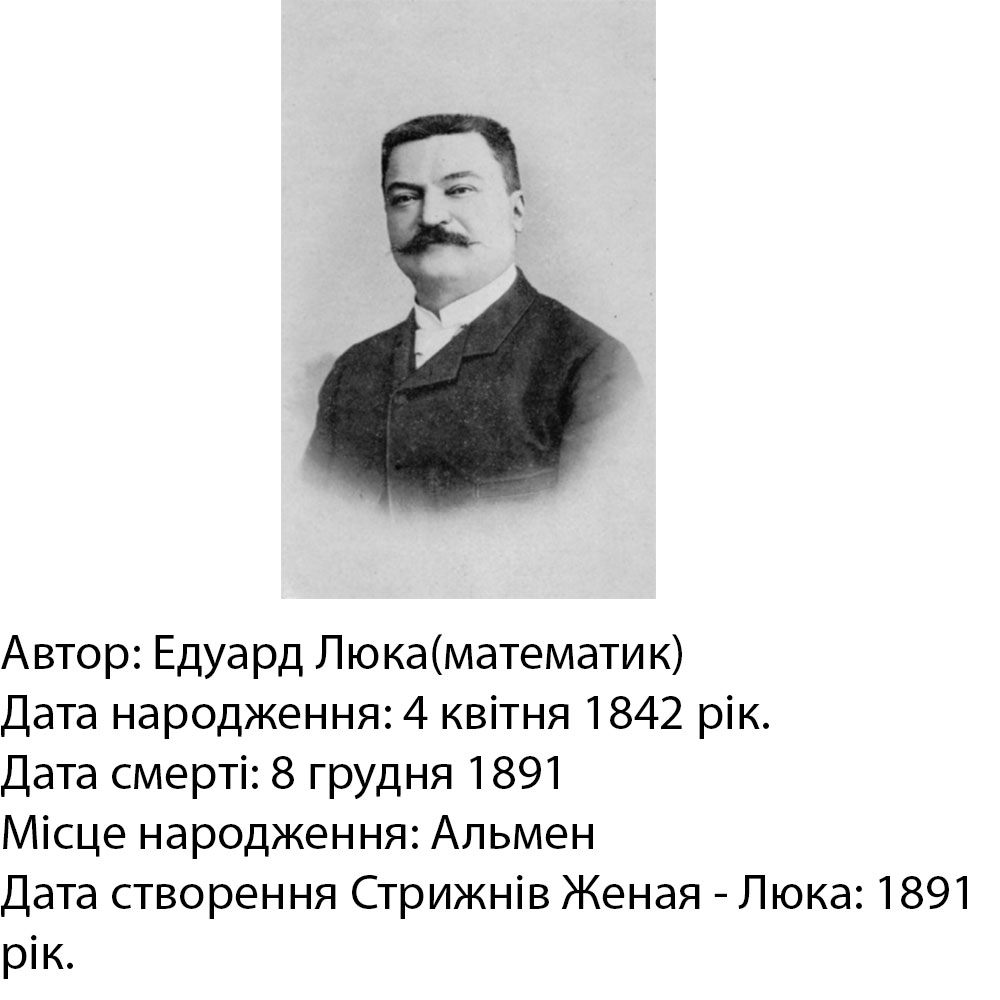 Автор: Едуард Люка(математик)
Дата народження: 4 квітня 1842 рік.
Дата смерті: 8 грудня 1891
Місце народження: Альмен
Дата створення Стрижнів Женая - Люка: 1891
рік.